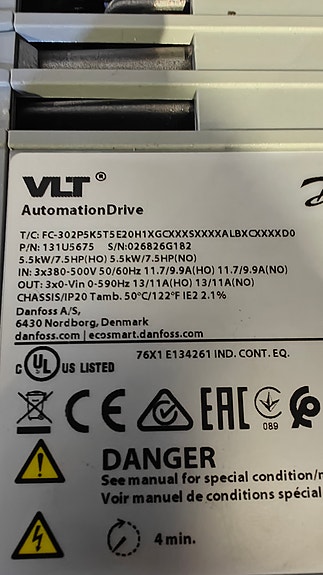 VLT ®
AutomationDrive
T/C: FC-302P5K5T5E20H1XGCXXXSXXXXALBXCXXXXD0
P/N: 131U5675 S/N:026826G182
5.5kW/7.5HP(HO) 5.5kW/7.5HP(NO)
IN: 3x380-500V 50/60Hz 11.7/9.9A(HO) 11.7/9.9A(NO)
OUT: 3x0-Vin 0-590Hz 13/11A(HO) 13/11A(NO)
CHASSIS/IP20 Tamb. 50°C/122°F IE2 2.1%
Danfoss A/S,
6430 Nordborg, Denmark
danfoss.com | ecosmart.danfoss.com
C UL US LISTED 76X1 E134261 IND. CONT. EQ.
CE EAC 089
DANGER
See manual for special condition/
Voir manuel de conditions spécial
4 min.